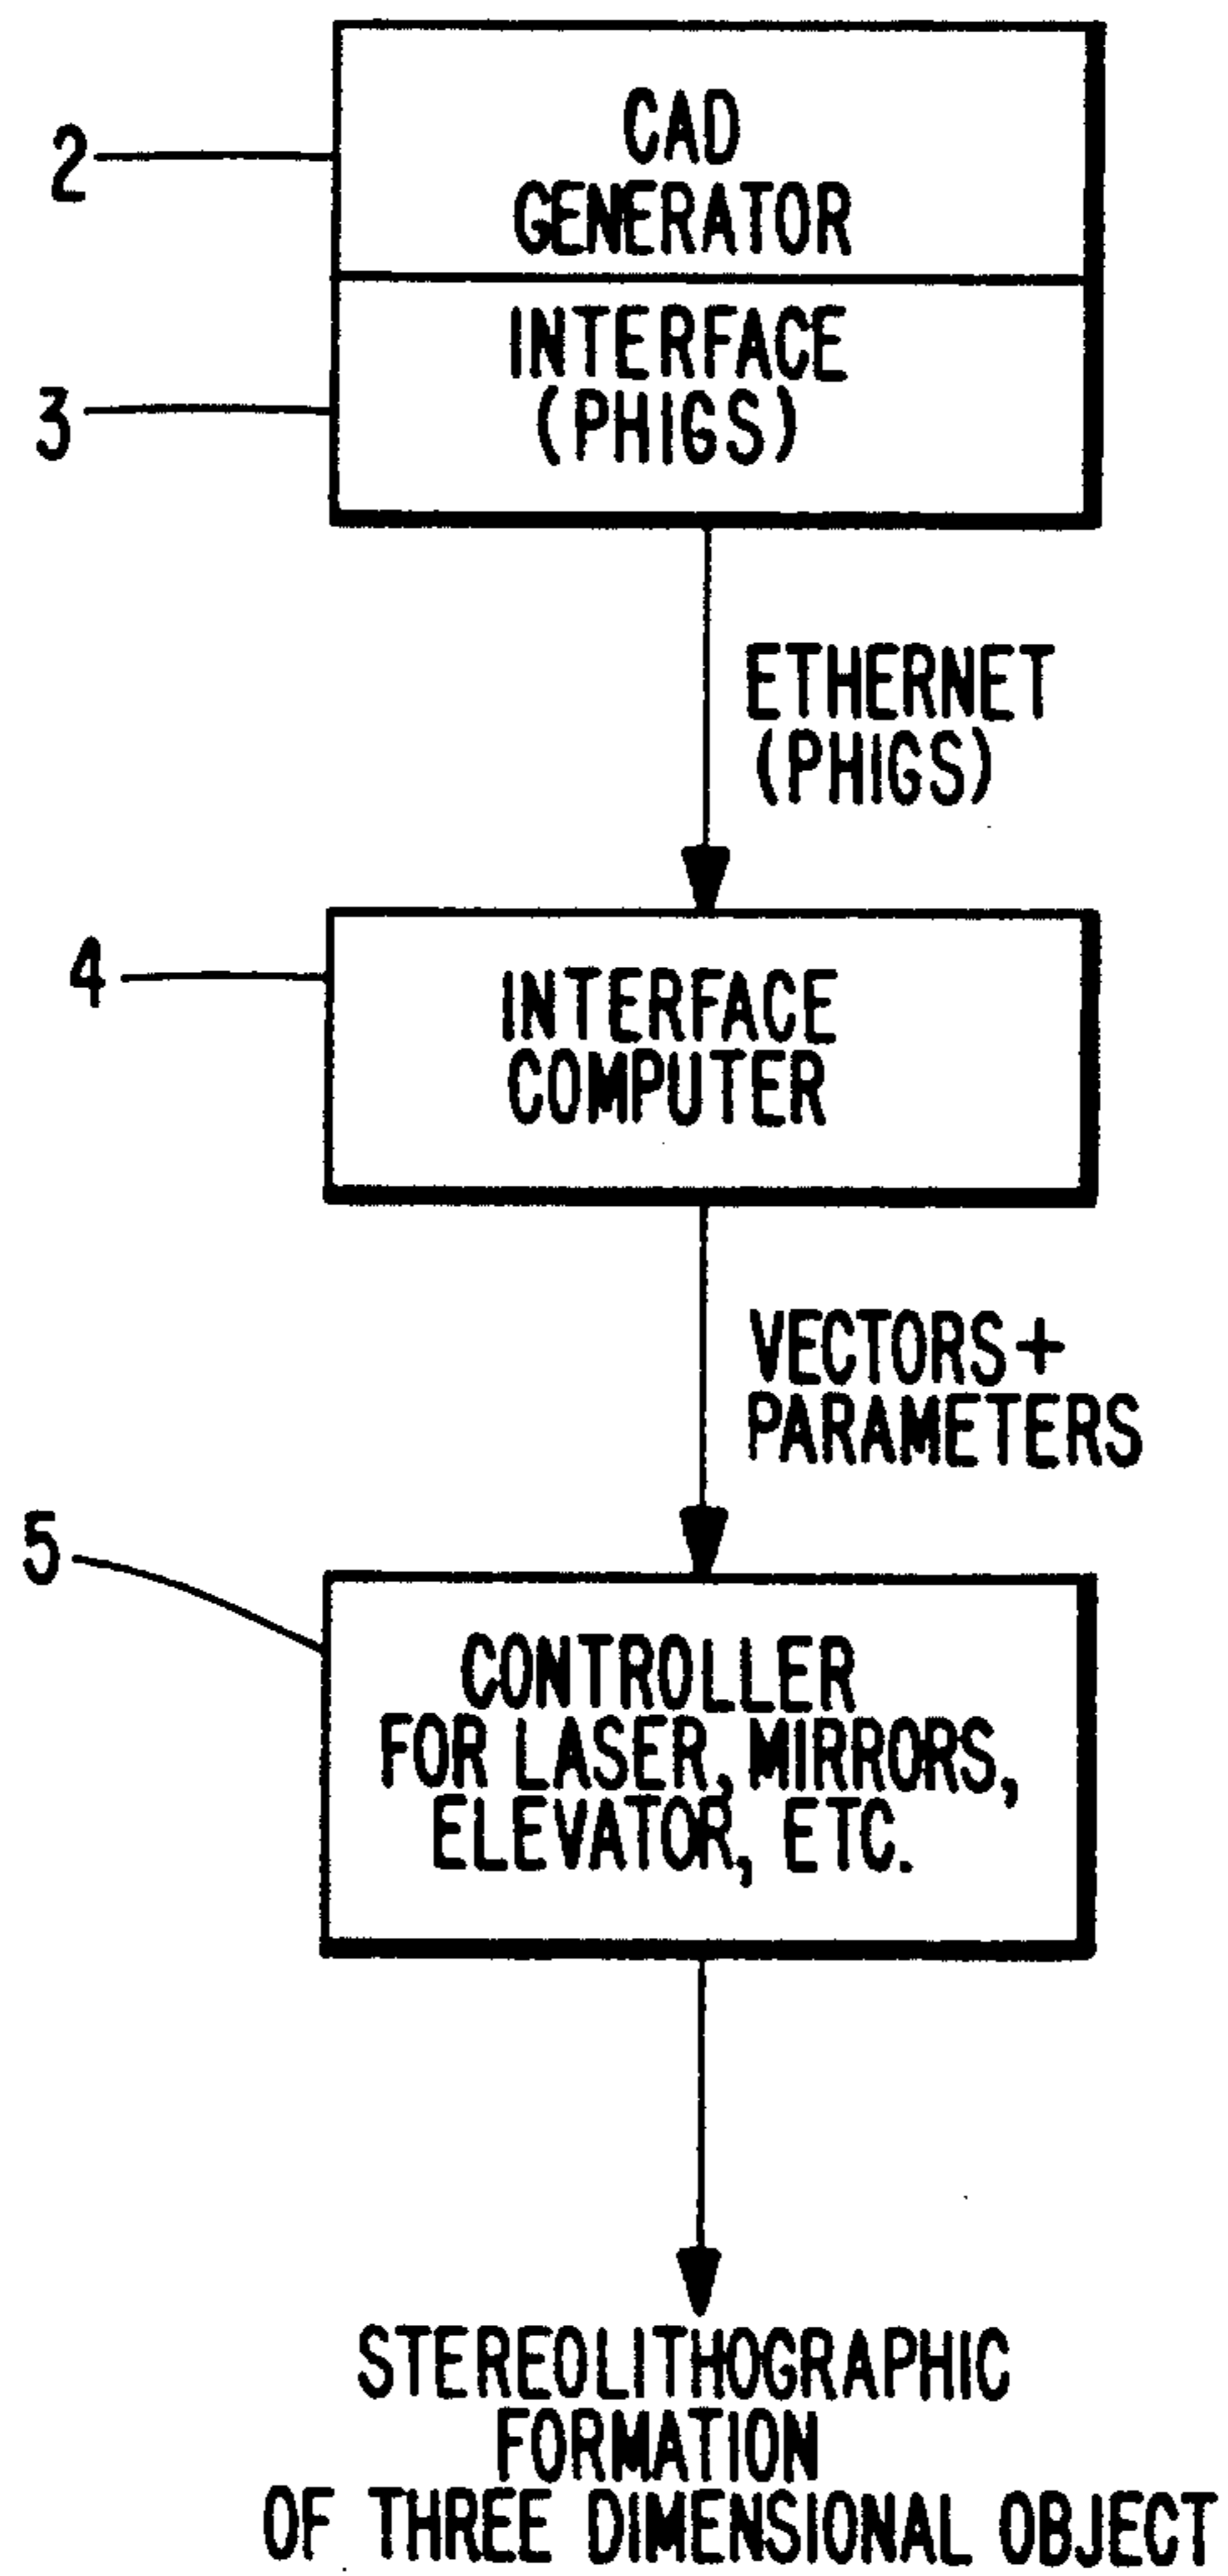 2
CAD
GENERATOR
3
INTERFACE
(PHIGS)
ETHERNET
(PHIGS)
4
INTERFACE
COMPUTER
VECTORS+
PARAMETERS
5
CONTROLLER
FOR LASER, MIRRORS,
ELEVATOR, ETC.
STEREOLITHOGRAPHIC
FORMATION
OF THREE DIMENSIONAL OBJECT